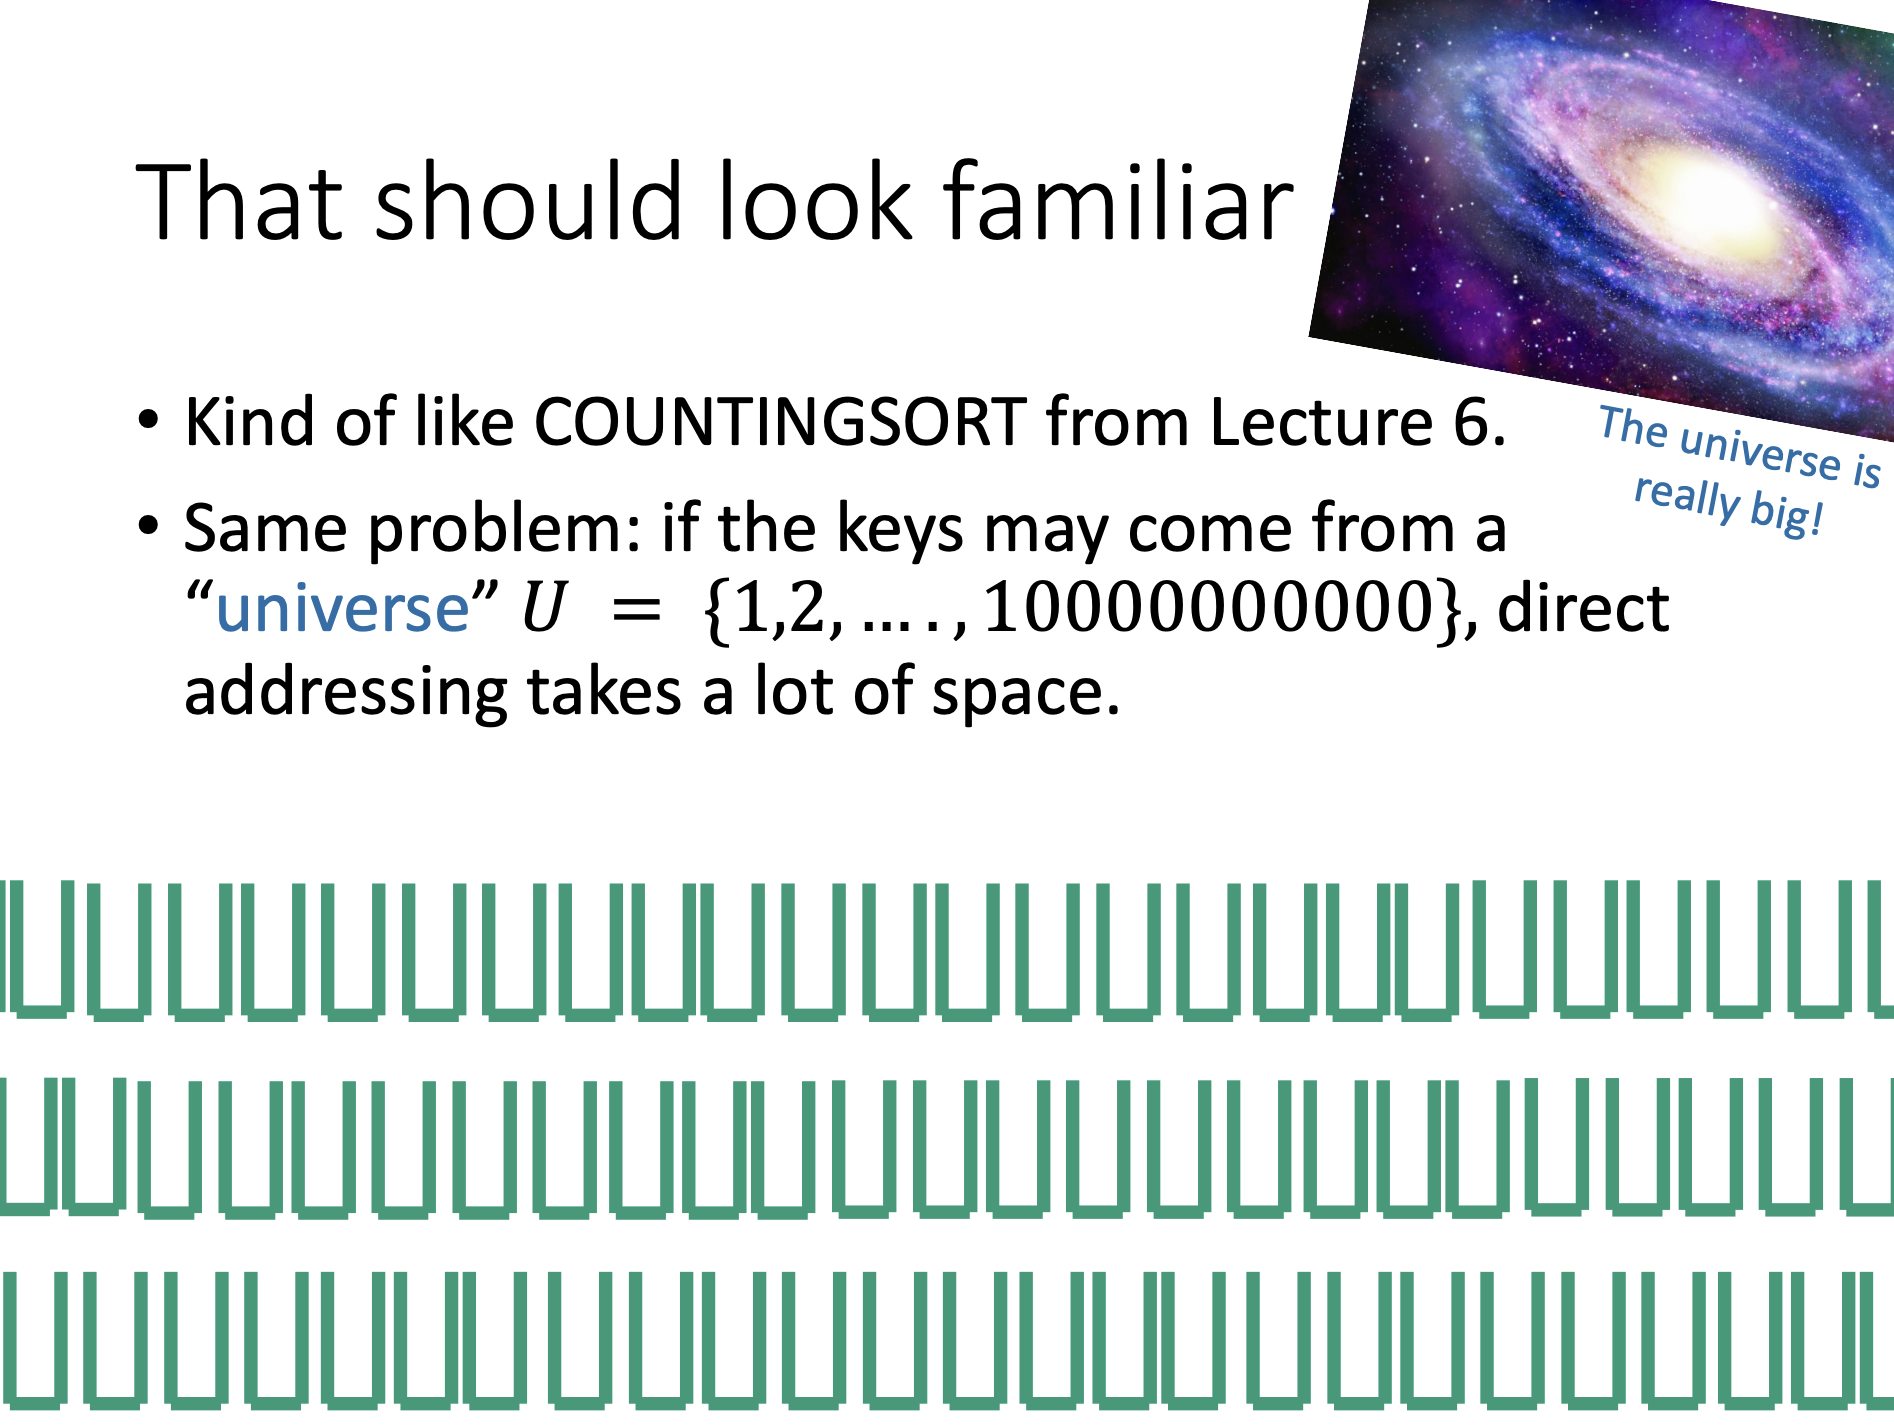 That should look familiar
• Kind of like COUNTINGSORT from Lecture 6.
• Same problem: if the keys may come from a
“universe” U = {1,2, … . , 10000000000}, direct
addressing takes a lot of space.
The universe is
really big!